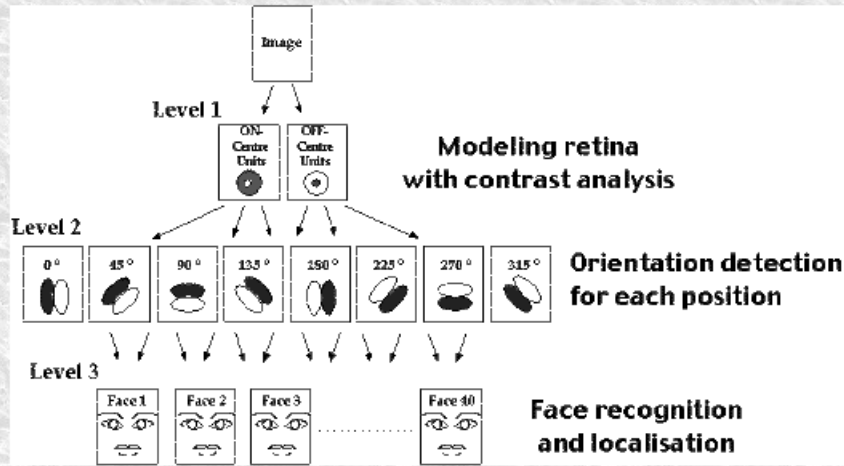 Image
Level 1
ON-
Centre
Units
OFF-
Centre
Units
Modeling retina
with contrast analysis
Level 2
0 °
45 °
90 °
135 °
180 °
225 °
270 °
315 °
Orientation detection
for each position
Level 3
Face 1
Face 2
Face 3
Face 40
Face recognition
and localisation